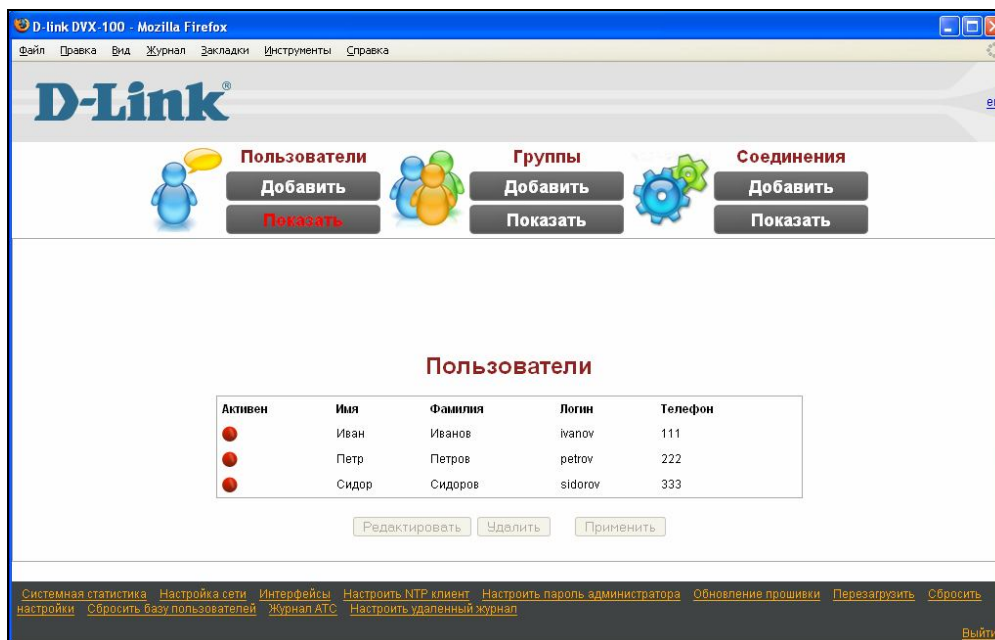 D-link DVX-100 - Mozilla Firefox
Файл Правка Вид Журнал Закладки Инструменты Справка
D-Link®
Пользователи Группы Соединения
Добавить Добавить Добавить
Показать Показать Показать
Пользователи
Активен Имя Фамилия Логин Телефон
Иван Иванов ivanov 111
Петр Петров petrov 222
Сидор Сидоров sidorov 333
Редактировать Удалить Применить
Системная статистика Настройка сети Интерфейсы Настроить NTP клиент Настроить пароль администратора Обновление прошивки Перезагрузить Сбросить
настройки Сбросить базу пользователей Журнал АТС Настроить удаленный журнал
Выйти